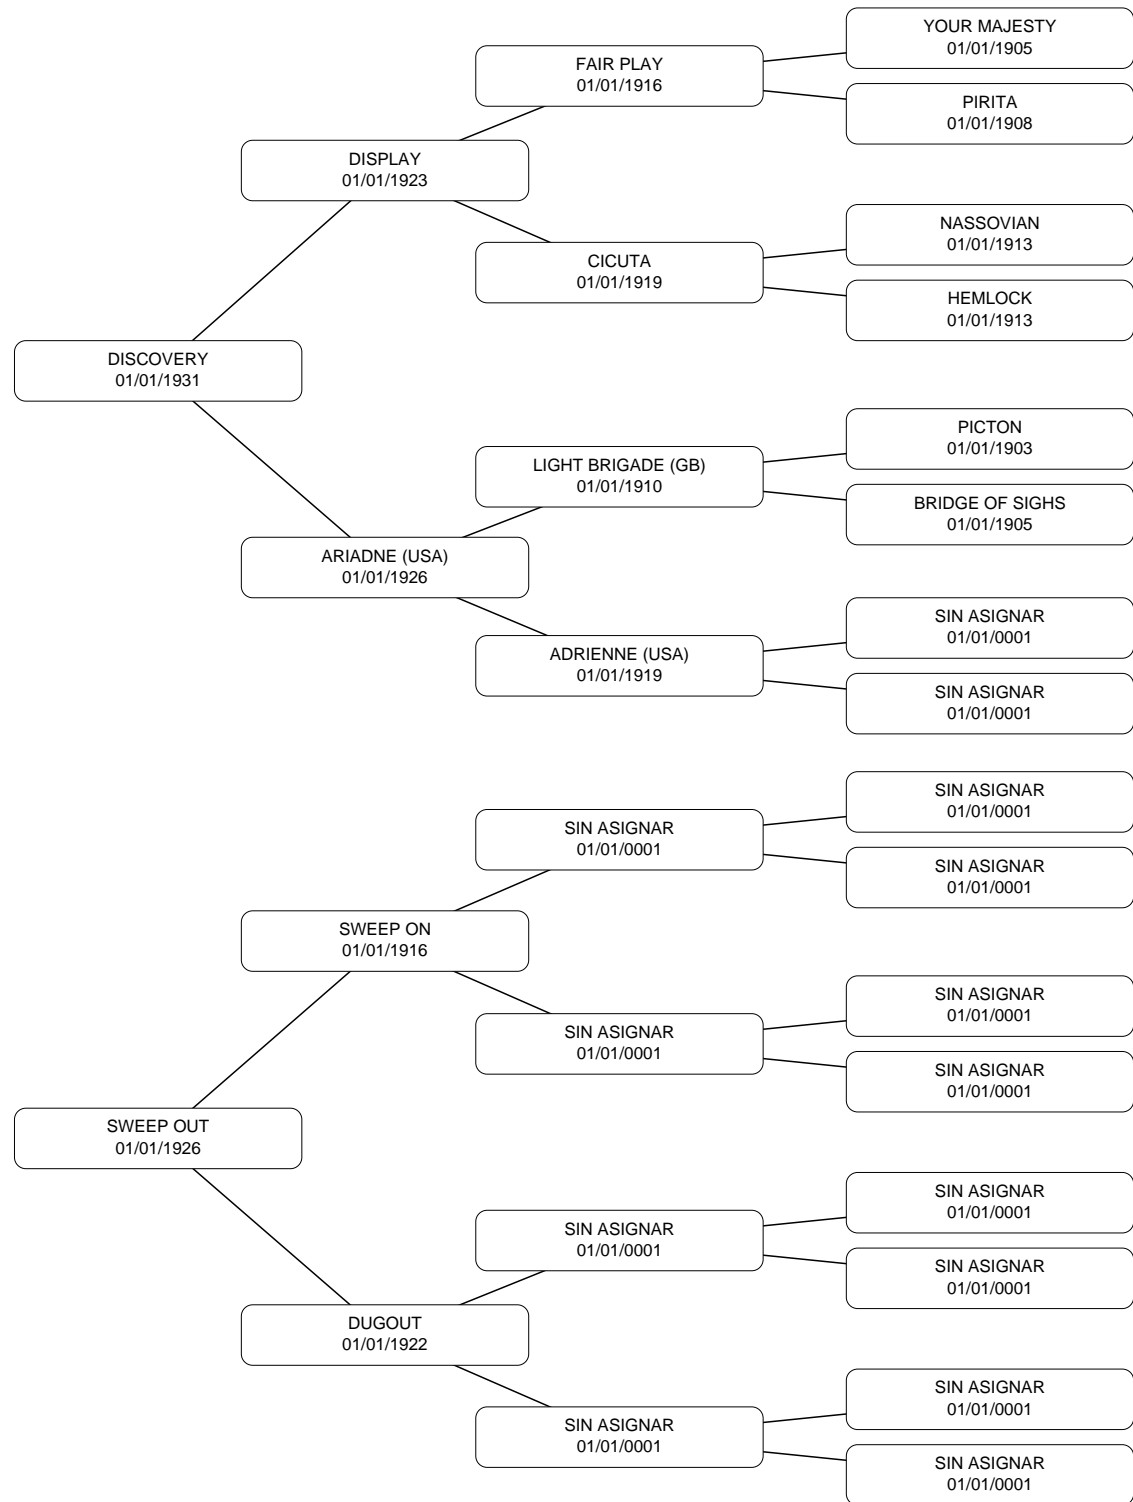 YOUR MAJESTY
01/01/1905
FAIR PLAY
01/01/1916
PIRITA
01/01/1908
DISPLAY
01/01/1923
NASSOVIAN
01/01/1913
CICUTA
01/01/1919
HEMLOCK
01/01/1913
DISCOVERY
01/01/1931
PICTON
01/01/1903
LIGHT BRIGADE (GB)
01/01/1910
BRIDGE OF SIGHS
01/01/1905
ARIADNE (USA)
01/01/1926
SIN ASIGNAR
01/01/0001
ADRIENNE (USA)
01/01/1919
SIN ASIGNAR
01/01/0001
SIN ASIGNAR
01/01/0001
SIN ASIGNAR
01/01/0001
SIN ASIGNAR
01/01/0001
SWEEP ON
01/01/1916
SIN ASIGNAR
01/01/0001
SIN ASIGNAR
01/01/0001
SIN ASIGNAR
01/01/0001
SWEEP OUT
01/01/1926
SIN ASIGNAR
01/01/0001
SIN ASIGNAR
01/01/0001
SIN ASIGNAR
01/01/0001
DUGOUT
01/01/1922
SIN ASIGNAR
01/01/0001
SIN ASIGNAR
01/01/0001
SIN ASIGNAR
01/01/0001